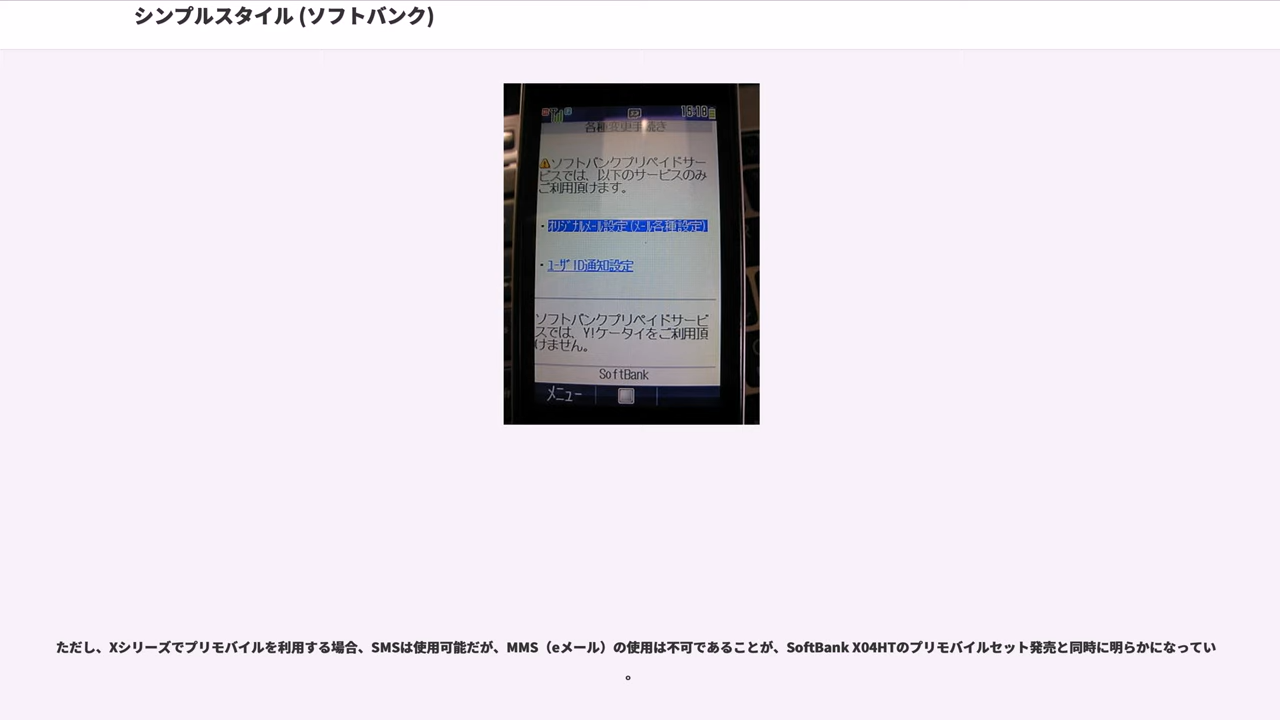 シンプルスタイル (ソフトバンク)
15:18
各種変更手続き
ソフトバンクプリペイドサー
ビスでは、以下のサービスのみ
ご利用頂けます。
・ｵﾘｼﾞﾅﾙﾒｰﾙ設定(ﾒｰﾙ各種設定)
・ﾕｰｻﾞID通知設定
ソフトバンクプリペイドサービ
スでは、Y!ケータイをご利用頂
けません。
SoftBank
メニュー
ただし、Xシリーズでプリモバイルを利用する場合、SMSは使用可能だが、MMS（eメール）の使用は不可であることが、SoftBank X04HTのプリモバイルセット発売と同時に明らかになってい
。